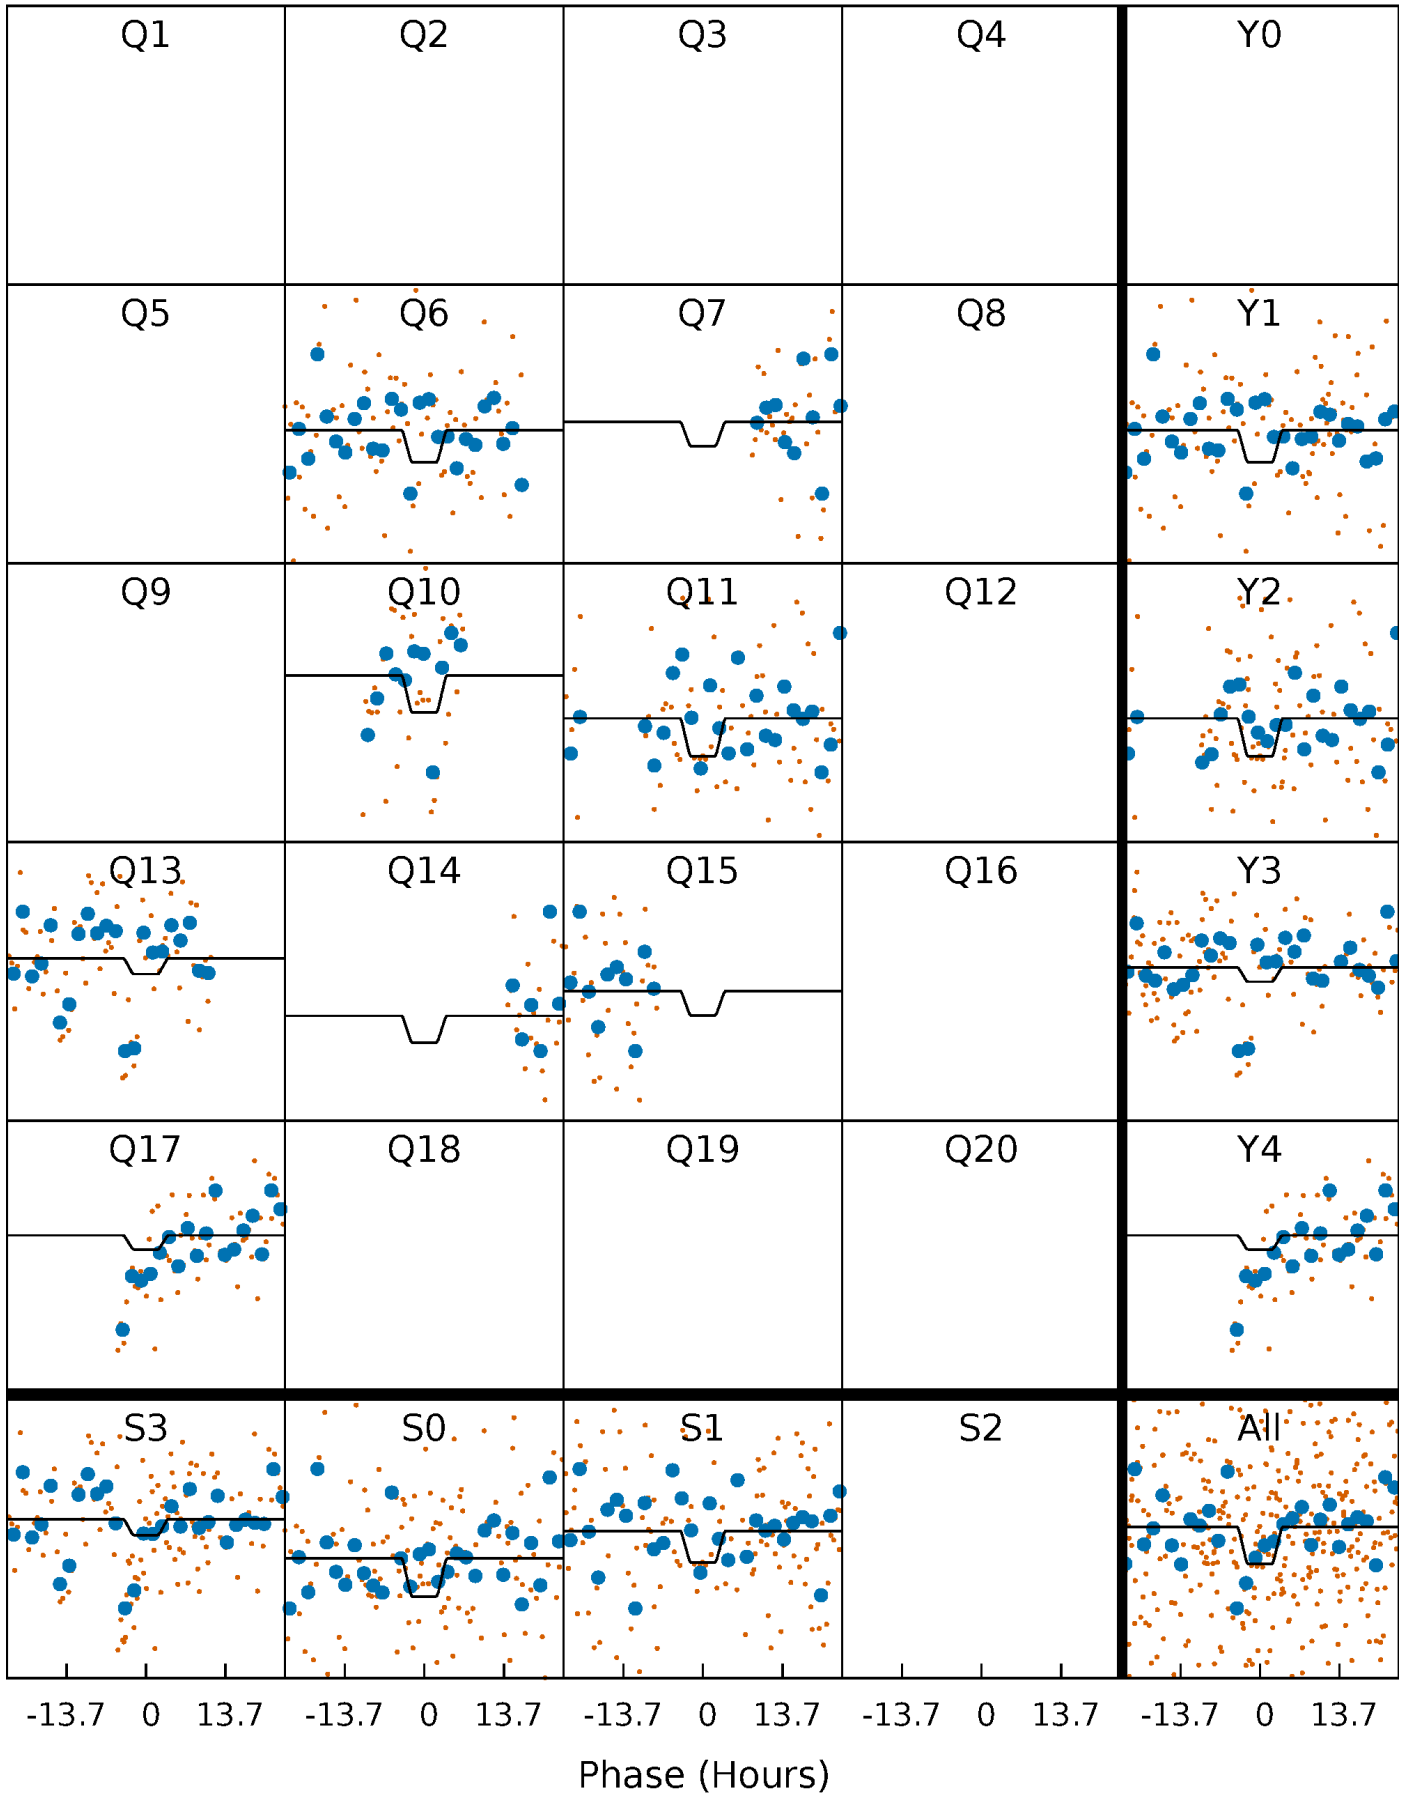 Q1 Q2 Q3 Q4 Y0
Q5 Q6 Q7 Q8 Y1
Q9 Q10 Q11 Q12 Y2
Q13 Q14 Q15 Q16 Y3
Q17 Q18 Q19 Q20 Y4
S3 S0 S1 S2 All
-13.7 0 13.7 -13.7 0 13.7 -13.7 0 13.7 -13.7 0 13.7 -13.7 0 13.7
Phase (Hours)